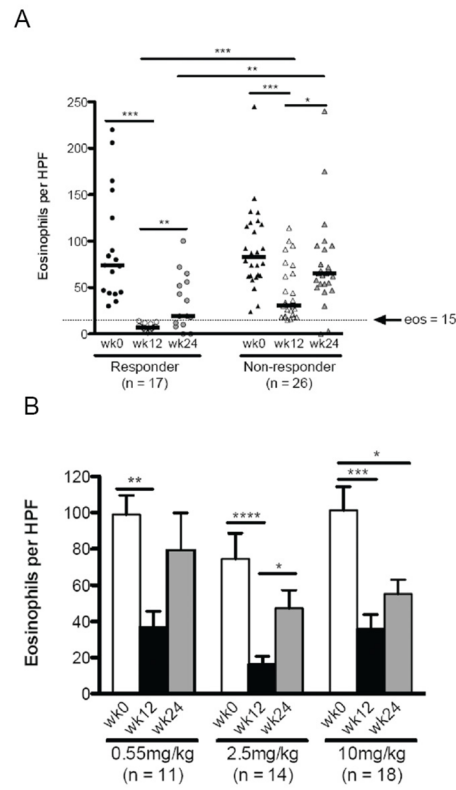 A
***
**
***
***
*
**
Eosinophils per HPF
250
200
150
100
50
0
eos = 15
wk0 wk12 wk24 wk0 wk12 wk24
Responder Non-responder
(n = 17) (n = 26)
B
Eosinophils per HPF
120
100
80
60
40
20
0
**
****
*
*
***
wk0 wk12 wk24 wk0 wk12 wk24 wk0 wk12 wk24
0.55mg/kg 2.5mg/kg 10mg/kg
(n = 11) (n = 14) (n = 18)